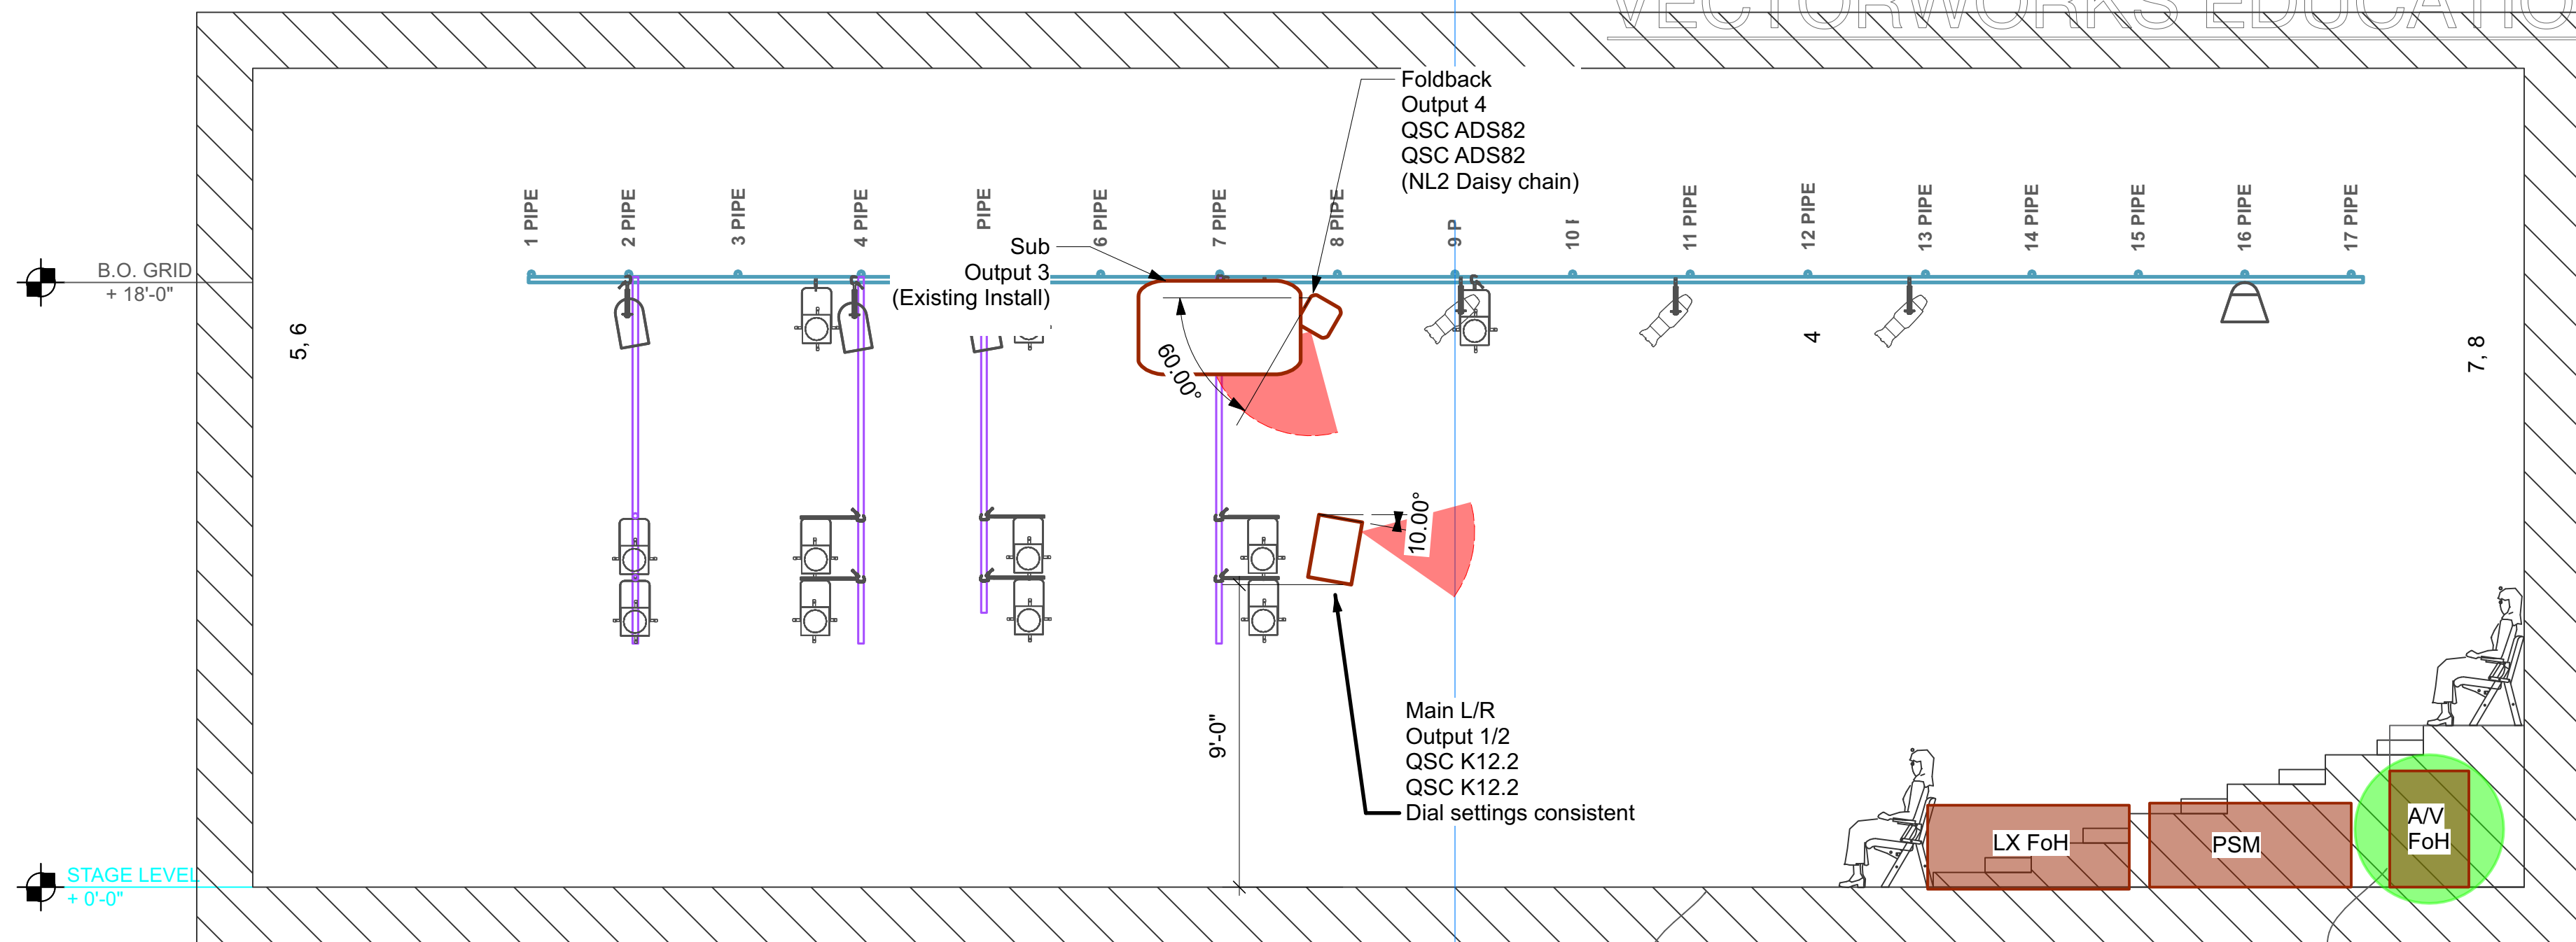 VECTORWORKS EDUCATIO
Foldback
Output 4
QSC ADS82
QSC ADS82
(NL2 Daisy chain)
1 PIPE
2 PIPE
3 PIPE
4 PIPE
PIPE
6 PIPE
7 PIPE
8 PIPE
9 P
10
11 PIPE
12 PIPE
13 PIPE
14 PIPE
15 PIPE
16 PIPE
17 PIPE
Sub
Output 3
(Existing Install)
B.O. GRID
+ 18'-0"
5, 6
60.00°
4
7, 8
10.00°
9'-0"
Main L/R
Output 1/2
QSC K12.2
QSC K12.2
Dial settings consistent
LX FoH
PSM
A/V
FoH
STAGE LEVEL
+ 0'-0"